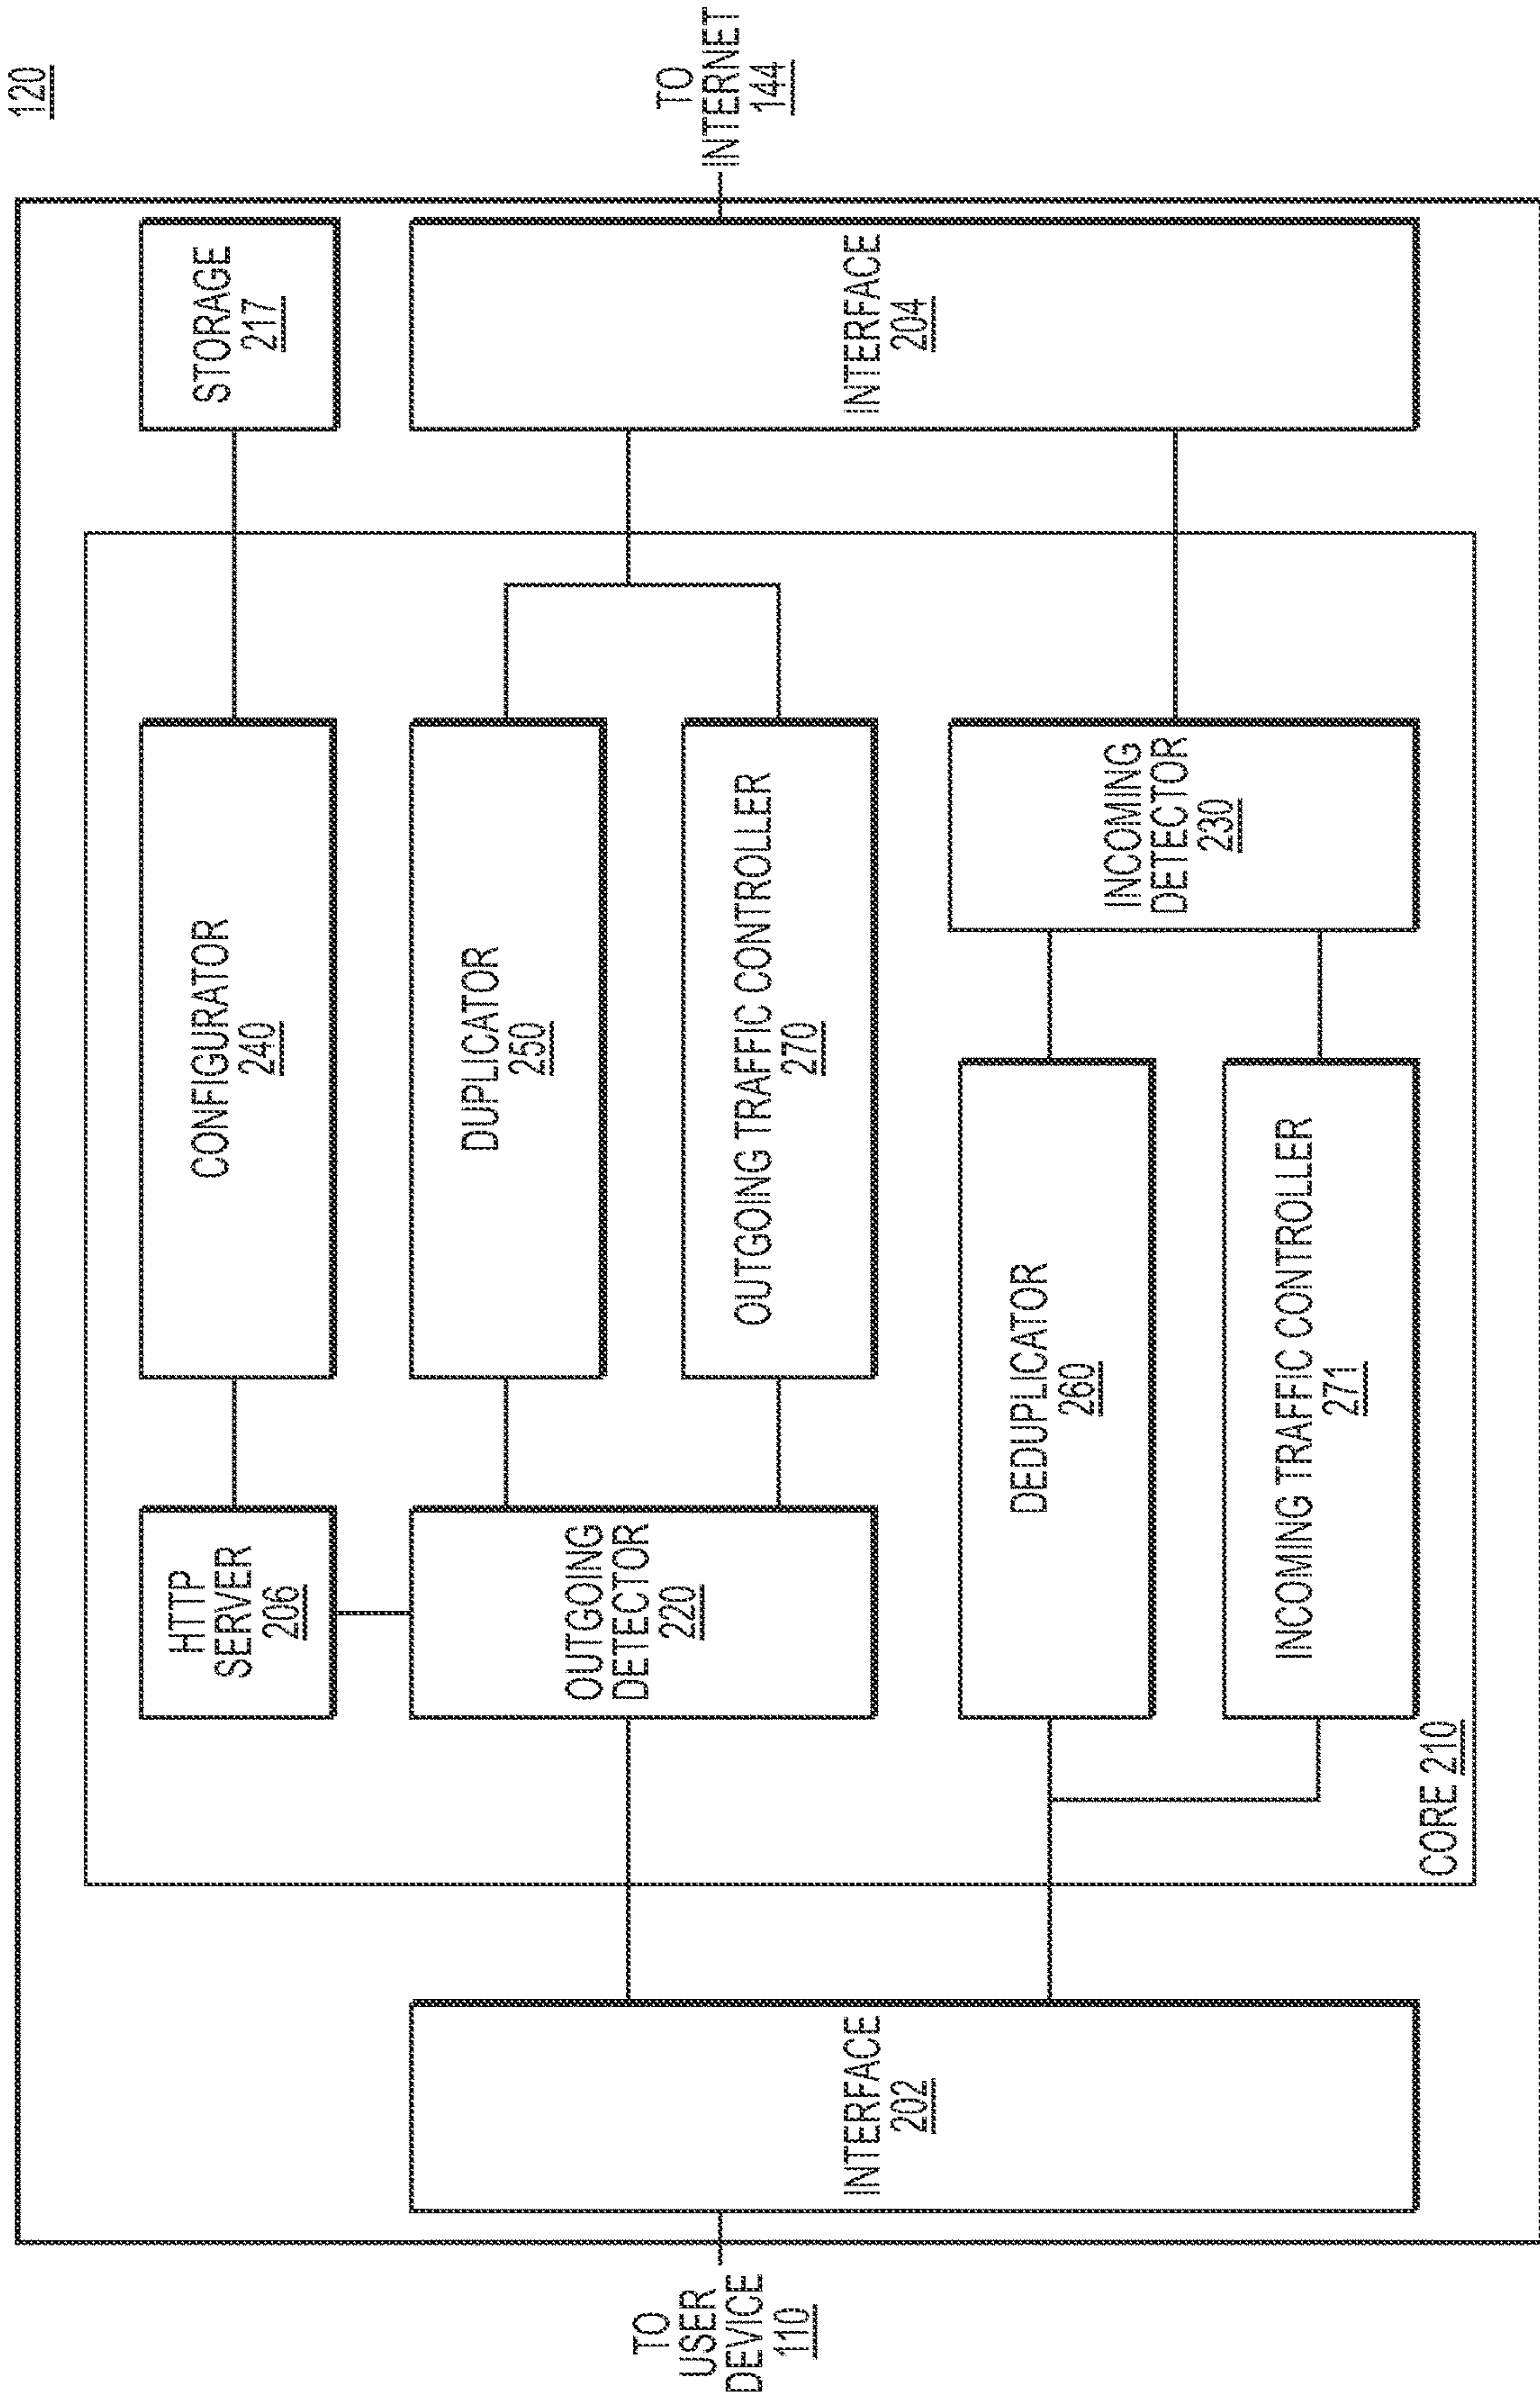 120
HTTP
SERVER
206
CONFIGURATOR
240
STORAGE
217
OUTGOING
DETECTOR
220
DUPLICATOR
250
OUTGOING TRAFFIC CONTROLLER
270
TO
USER
DEVICE
110
INTERFACE
202
INTERFACE
204
TO
INTERNET
144
DEDUPLICATOR
260
INCOMING
DETECTOR
230
INCOMING TRAFFIC CONTROLLER
271
CORE 210